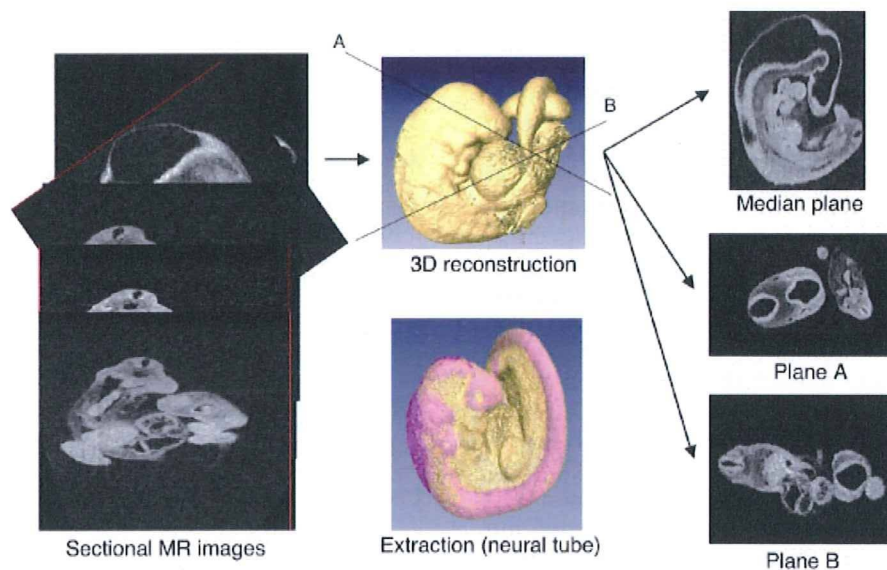 A
B
3D reconstruction
Median plane
Plane A
Sectional MR images
Extraction (neural tube)
Plane B